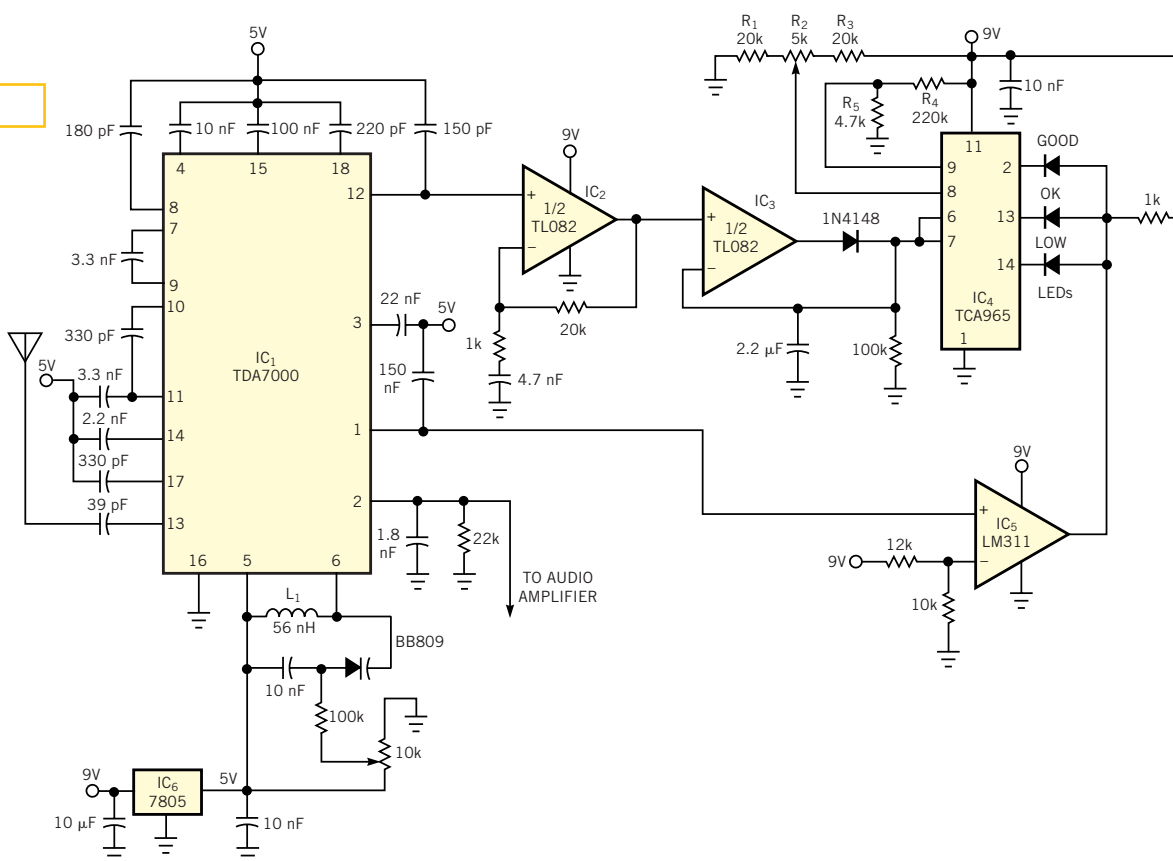 5V
R1
20k
R2
5k
R3
20k
9V
10 nF
R5
4.7k
R4
220k
180 pF
10 nF
100 nF
220 pF
150 pF
4
15
18
12
8
7
9
10
11
14
17
13
16
5
6
3
1
2
IC1
TDA7000
3.3 nF
330 pF
5V
3.3 nF
2.2 nF
330 pF
39 pF
9V
IC2
+
1/2
TL082
−
20k
1k
4.7 nF
22 nF
5V
150
nF
IC3
+
1/2
TL082
−
1N4148
2.2 µF
100k
11
9
8
6
7
2
13
14
1
IC4
TCA965
GOOD
OK
LOW
LEDs
1k
9V
+
IC5
LM311
−
9V
12k
10k
1.8
nF
22k
TO AUDIO
AMPLIFIER
L1
56 nH
BB809
10 nF
100k
10k
9V
IC6
7805
5V
10 µF
10 nF